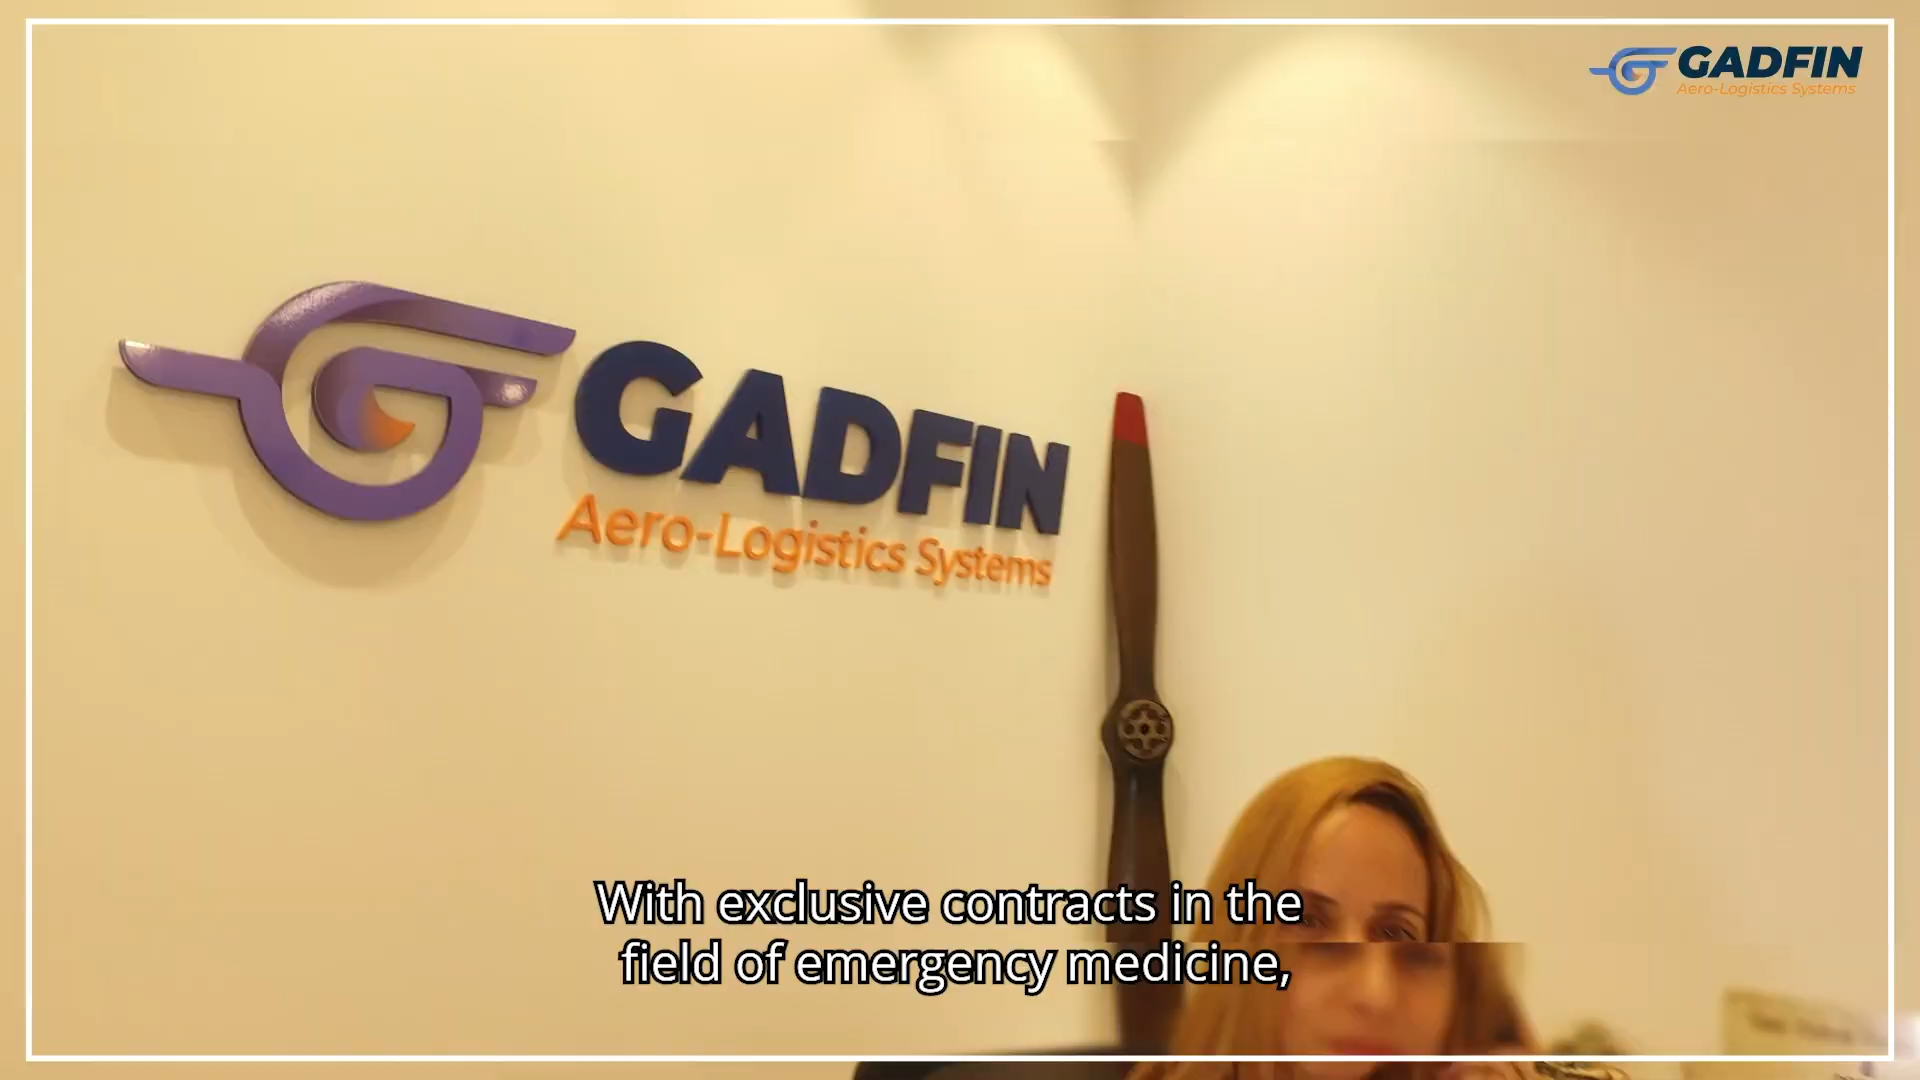 GADFIN
Aero-Logistics Systems
GADFIN
Aero-Logistics Systems
With exclusive contracts in the
field of emergency medicine,